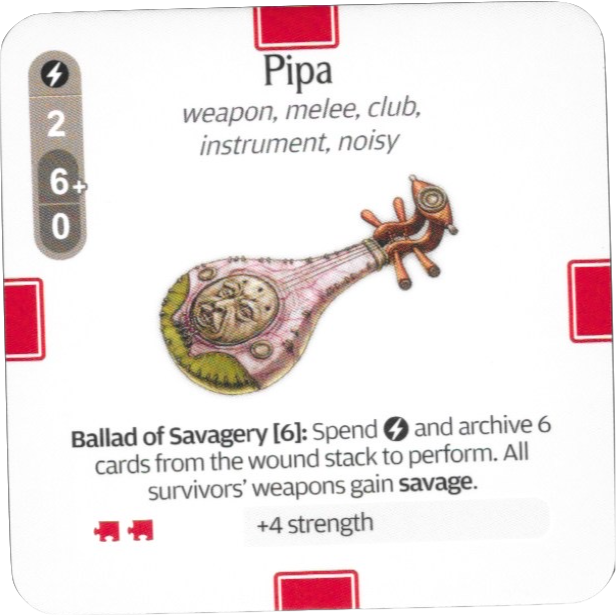 Pipa
weapon, melee, club,
instrument, noisy
2
6+
0
Ballad of Savagery [6]: Spend and archive 6
cards from the wound stack to perform. All
survivors' weapons gain savage.
+4 strength